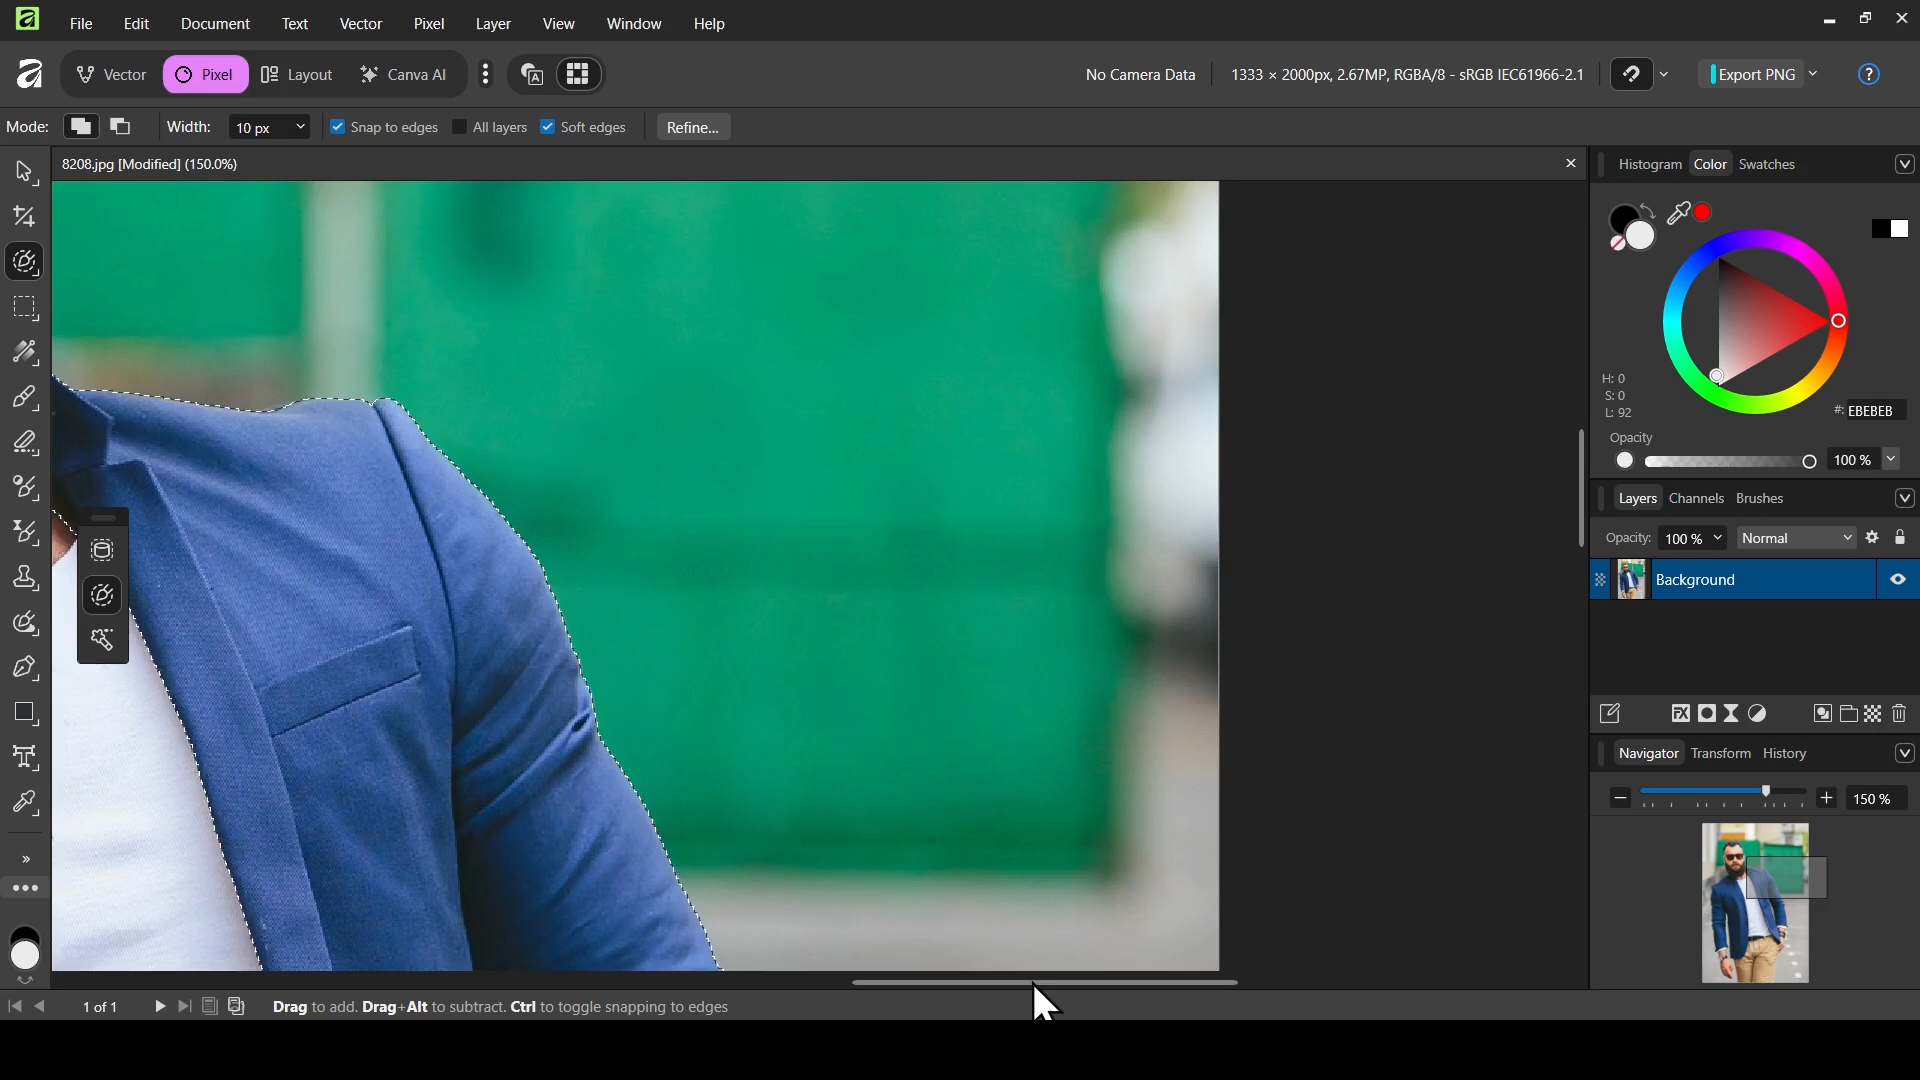 File Edit Document Text Vector Pixel Layer View Window Help
Vector Pixel Layout Canva AI No Camera Data 1333 × 2000px, 2.67MP, RGBA/8 - sRGB IEC61966-2.1 Export PNG ?
Mode: Width: 10 px Snap to edges All layers Soft edges Refine...
8208.jpg [Modified] (150.0%)
Histogram Color Swatches
H: 0
S: 0
L: 92
#: EBEBEB
Opacity
100 %
Layers Channels Brushes
Opacity: 100 % Normal
Background
Navigator Transform History
150 %
1 of 1 Drag to add. Drag+Alt to subtract. Ctrl to toggle snapping to edges